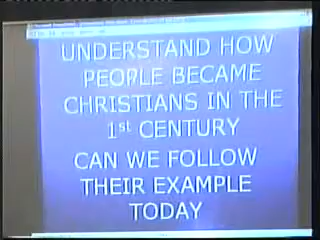 UNDERSTAND HOW
PEOPLE BECAME
CHRISTIANS IN THE
1st CENTURY
CAN WE FOLLOW
THEIR EXAMPLE
TODAY